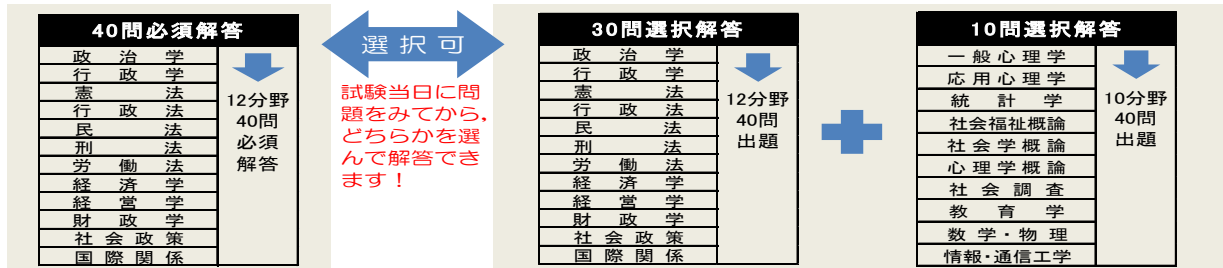 40問必須解答
政治学
行政学
憲法
行政法
民法
刑法
労働法
経済学
経営学
財政学
社会政策
国際関係
12分野
40問
必須
解答
選択可
試験当日に問
題をみてから,
どちらかを選
んで解答でき
ます！
30問選択解答
政治学
行政学
憲法
行政法
民法
刑法
労働法
経済学
経営学
財政学
社会政策
国際関係
12分野
40問
出題
10問選択解答
一般心理学
応用心理学
統計学
社会福祉概論
社会学概論
心理学概論
社会調査
教育学
数学・物理
情報・通信工学
10分野
40問
出題